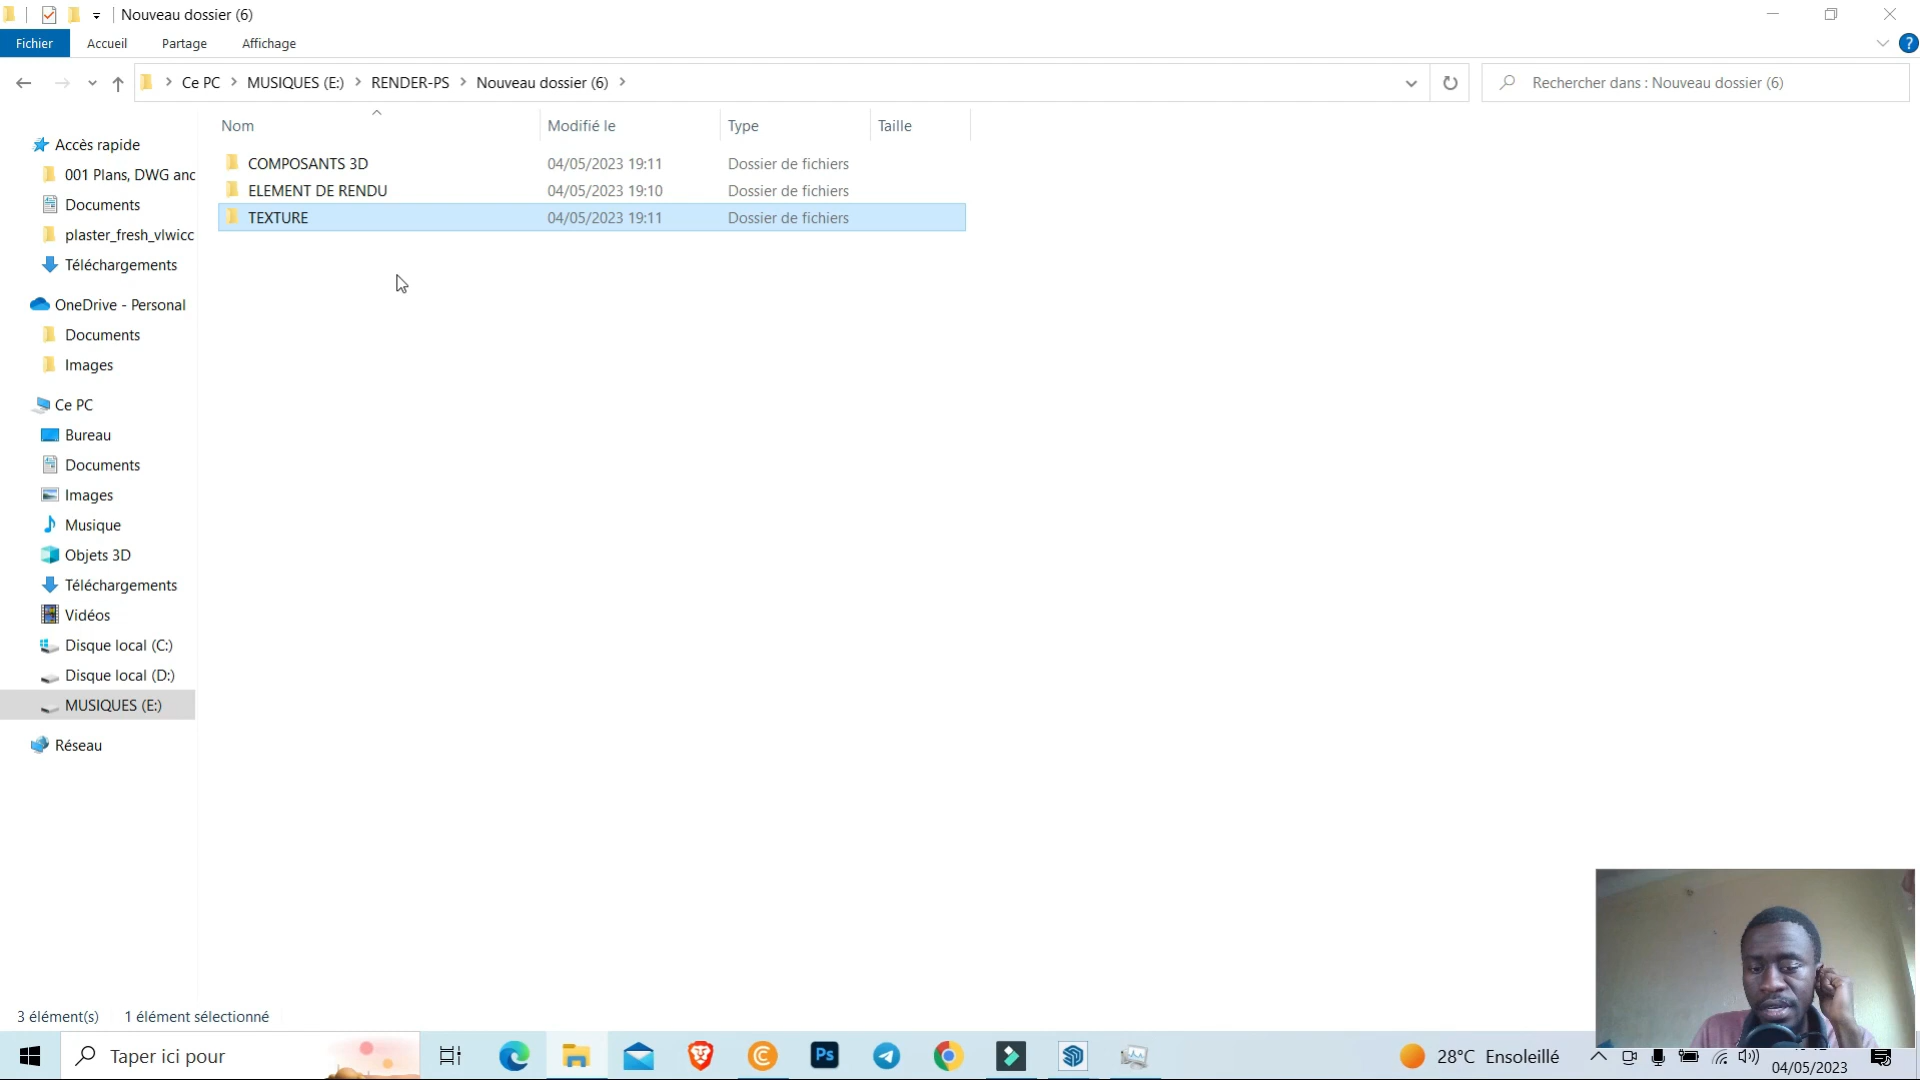 Nouveau dossier (6)
Fichier Accueil Partage Affichage
Ce PC MUSIQUES (E:) RENDER-PS Nouveau dossier (6)
Rechercher dans : Nouveau dossier (6)
Nom Modifié le Type Taille
COMPOSANTS 3D 04/05/2023 19:11 Dossier de fichiers
ELEMENT DE RENDU 04/05/2023 19:10 Dossier de fichiers
TEXTURE 04/05/2023 19:11 Dossier de fichiers
Accès rapide
001 Plans, DWG anc
Documents
plaster_fresh_vlwicc
Téléchargements
OneDrive - Personal
Documents
Images
Ce PC
Bureau
Documents
Images
Musique
Objets 3D
Téléchargements
Vidéos
Disque local (C:)
Disque local (D:)
MUSIQUES (E:)
Réseau
3 élément(s) 1 élément sélectionné
Taper ici pour
Ps
28°C Ensoleillé
04/05/2023